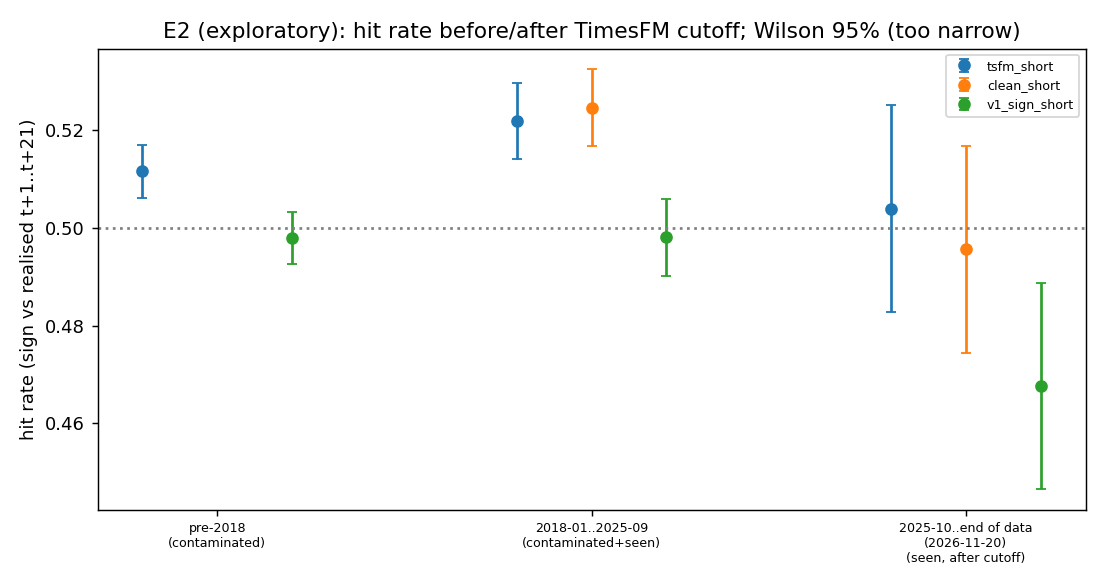 E2 (exploratory): hit rate before/after TimesFM cutoff; Wilson 95% (too narrow)
tsfm_short
clean_short
v1_sign_short
hit rate (sign vs realised t+1..t+21)
0.52
0.50
0.48
0.46
pre-2018
(contaminated)
2018-01..2025-09
(contaminated+seen)
2025-10..end of data
(2026-11-20)
(seen, after cutoff)